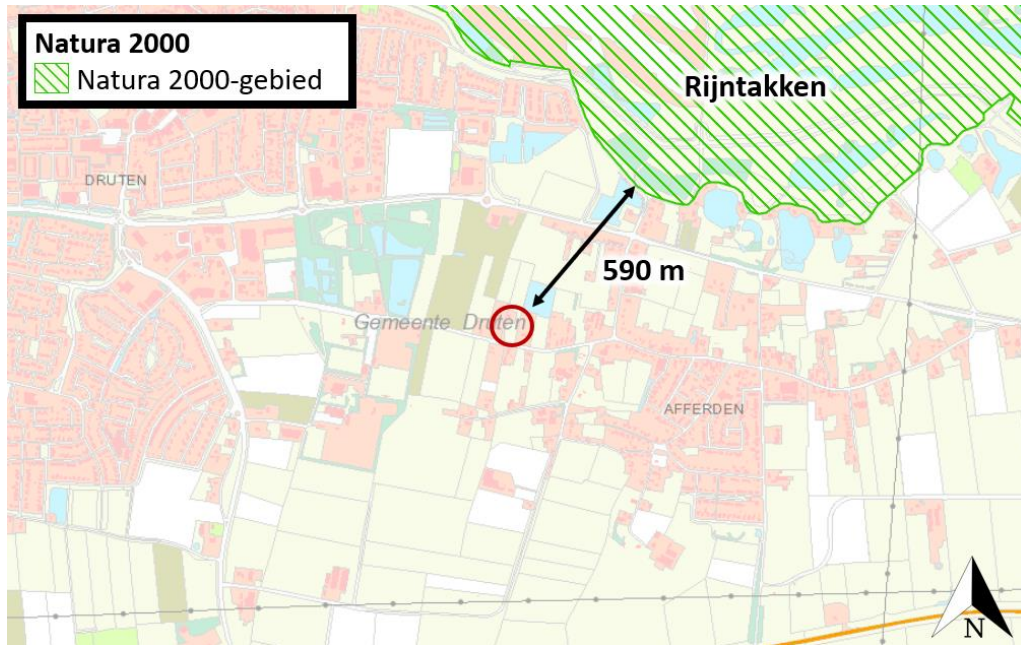 Natura 2000
Natura 2000-gebied
Rijntakken
DRUTEN
590 m
Gemeente Druten
AFFERDEN
N